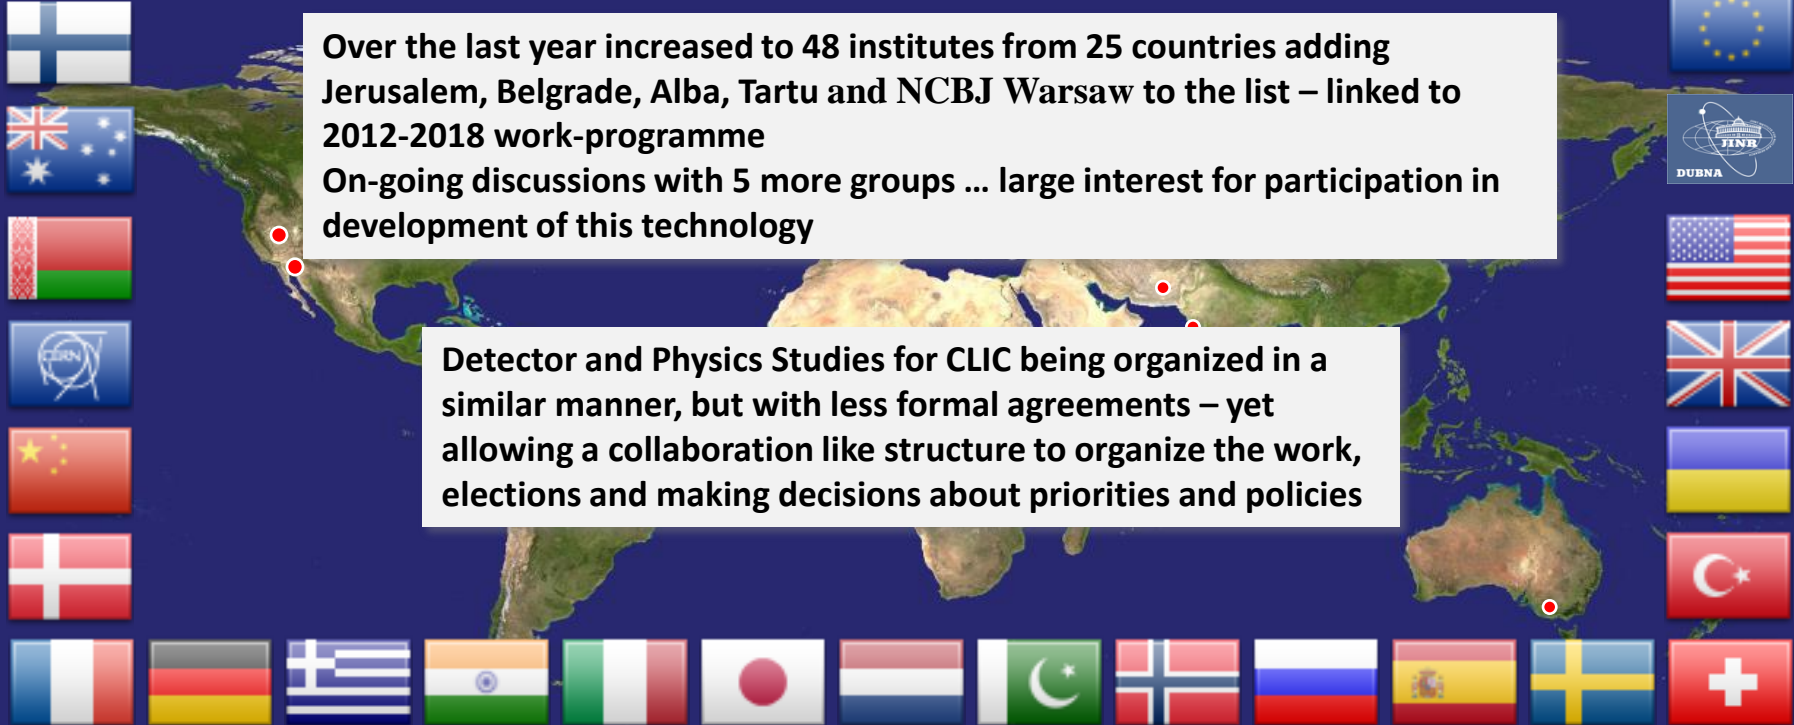 Over the last year increased to 48 institutes from 25 countries adding
Jerusalem, Belgrade, Alba, Tartu and NCBJ Warsaw to the list – linked to
2012-2018 work-programme
On-going discussions with 5 more groups … large interest for participation in
development of this technology
JINR
DUBNA
CERN
Detector and Physics Studies for CLIC being organized in a
similar manner, but with less formal agreements – yet
allowing a collaboration like structure to organize the work,
elections and making decisions about priorities and policies